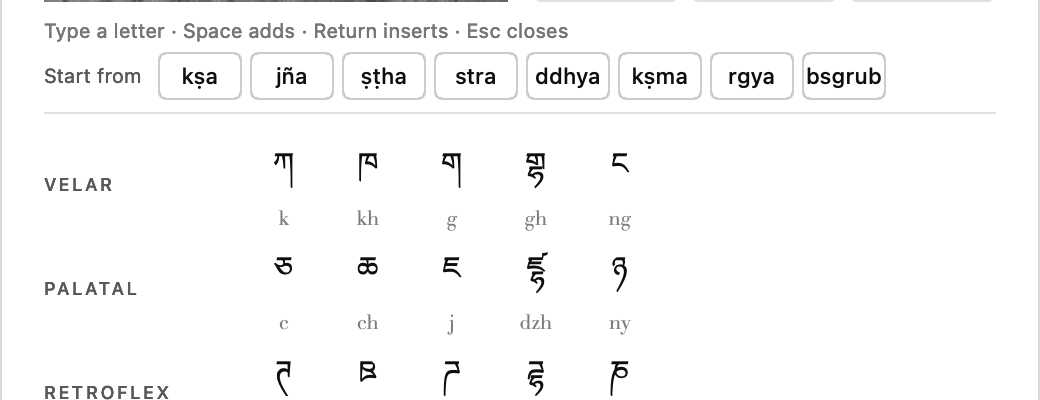 Type a letter · Space adds · Return inserts · Esc closes
Start from kṣa jña ṣṭha stra ddhya kṣma rgya bsgrub
VELAR
ཀ ཁ ག གྷ ང
k kh g gh ng
PALATAL
ཅ ཆ ཇ ཛྷ ཉ
c ch j dzh ny
RETROFLEX
ཊ ཋ ཌ ཌྷ ཎ